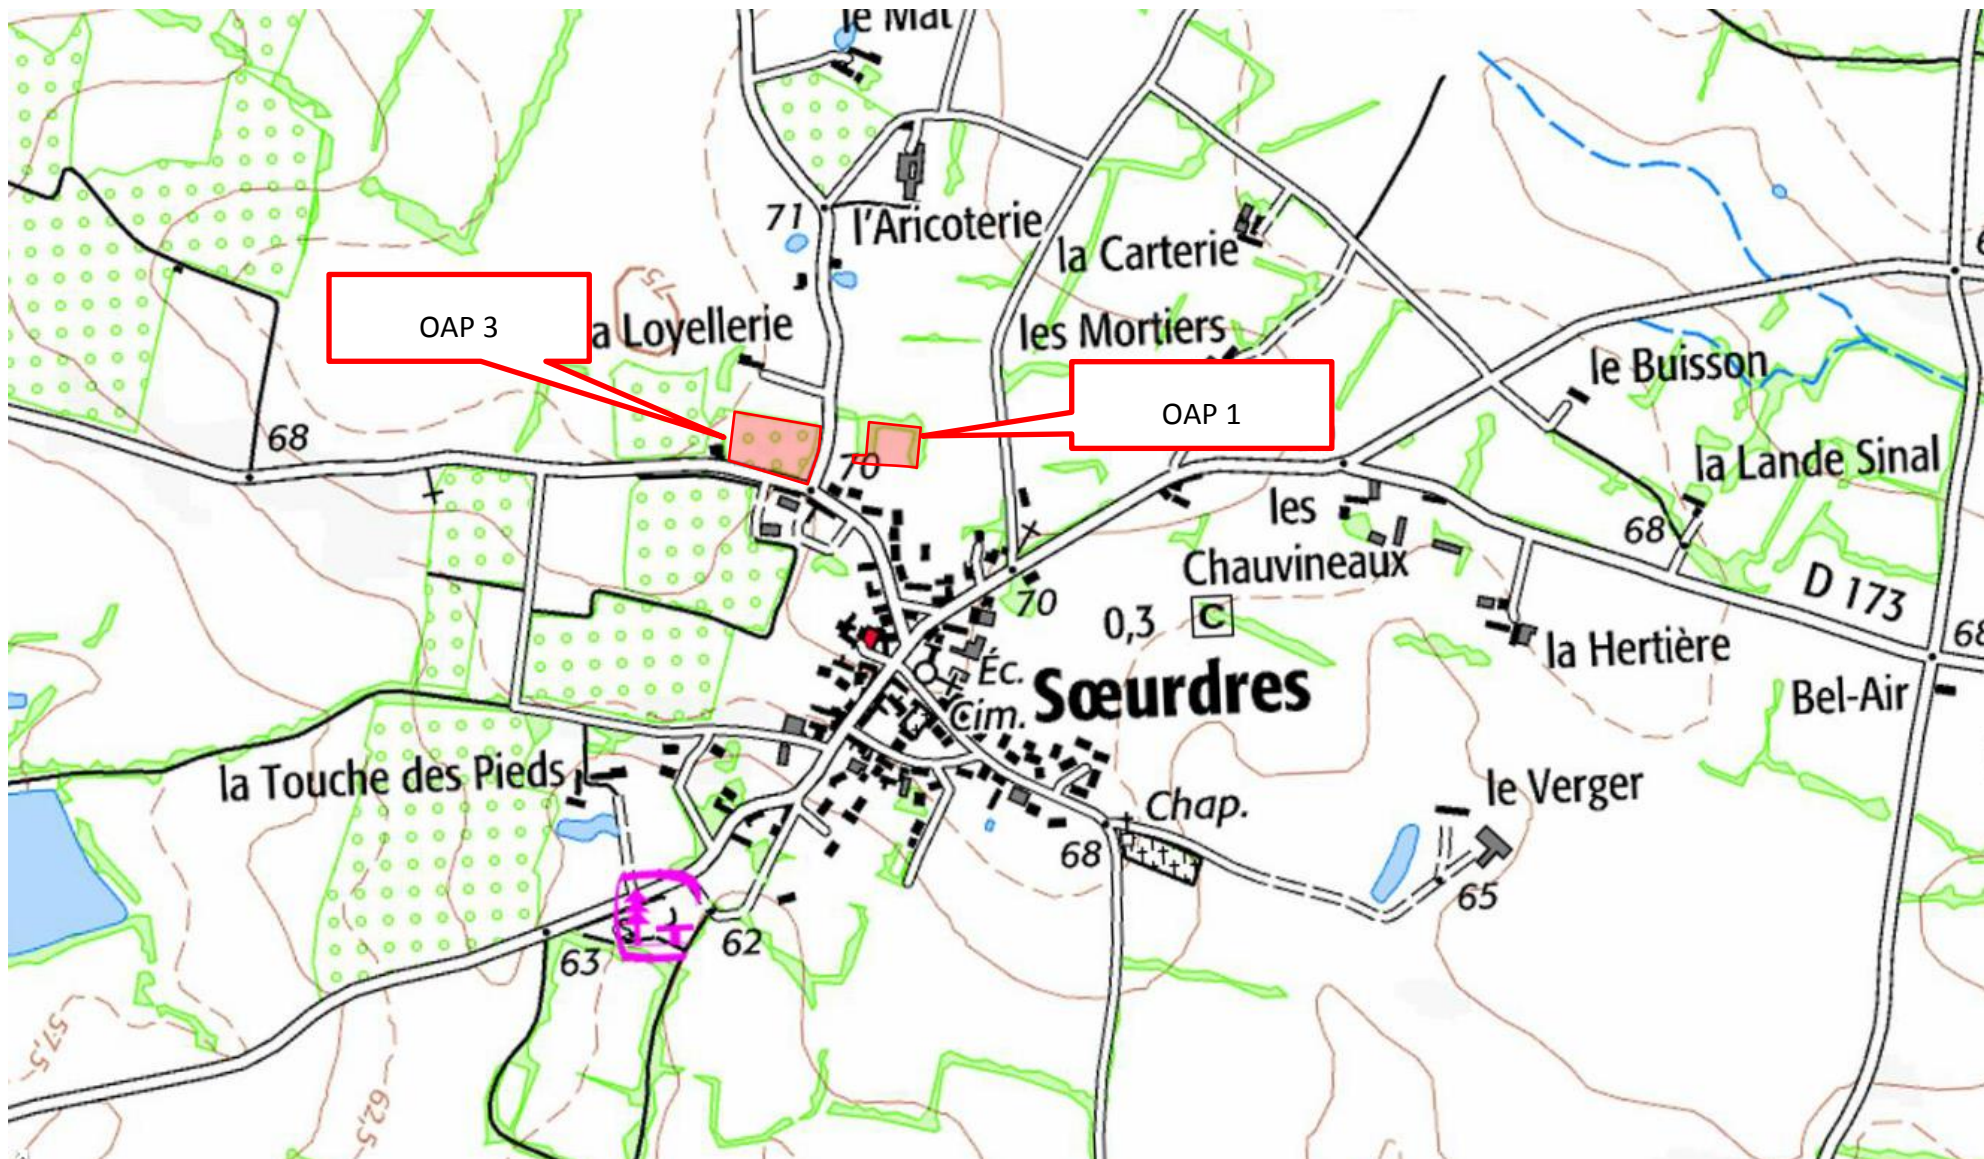 le Mat
71
l'Aricoterie
la Carterie
75
OAP 3
a Loyellerie
les Mortiers
le Buisson
OAP 1
68
70
la Lande Sinal
les
Chauvineaux
68
D 173
70
0,3
C
la Hertière
68
Éc.
Sœurdres
Bel-Air
Cim.
la Touche des Pieds
le Verger
Chap.
68
65
62
63
57,5
62,5